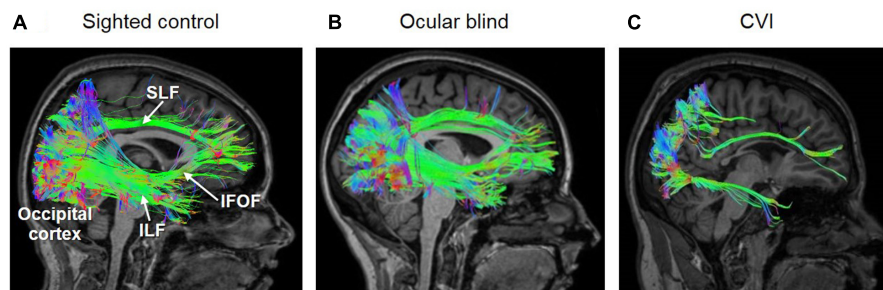 A Sighted control
B Ocular blind
C CVI
SLF
IFOF
Occipital
cortex
ILF